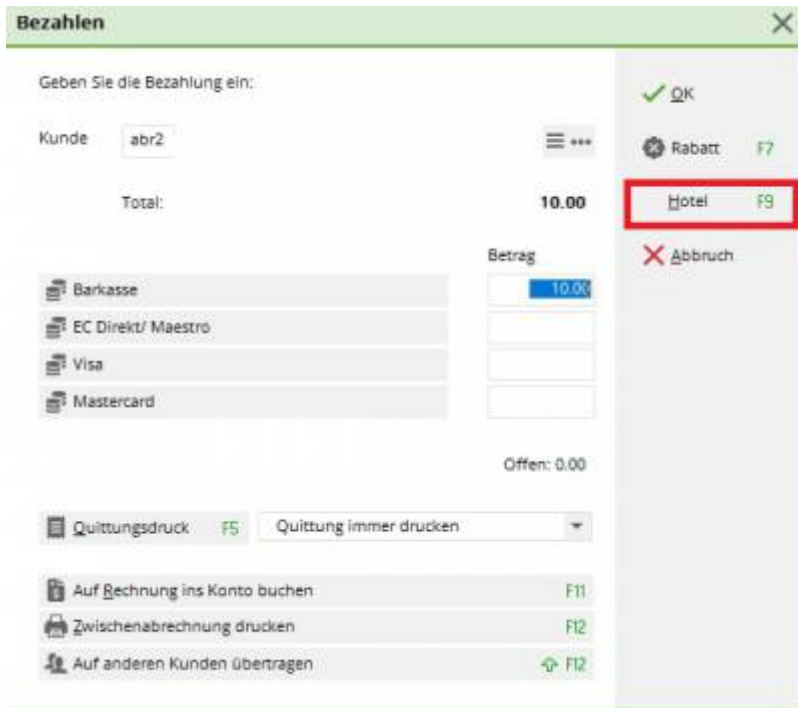 Bezahlen
Geben Sie die Bezahlung ein:
OK
Kunde abr2
Rabatt F7
Total: 10.00
Hotel F9
Betrag
Abbruch
Barkasse 10.00
EC Direkt/ Maestro
Visa
Mastercard
Offen: 0.00
Quittungsdruck F5 Quittung immer drucken
Auf Rechnung ins Konto buchen F11
Zwischenabrechnung drucken F12
Auf anderen Kunden übertragen F12